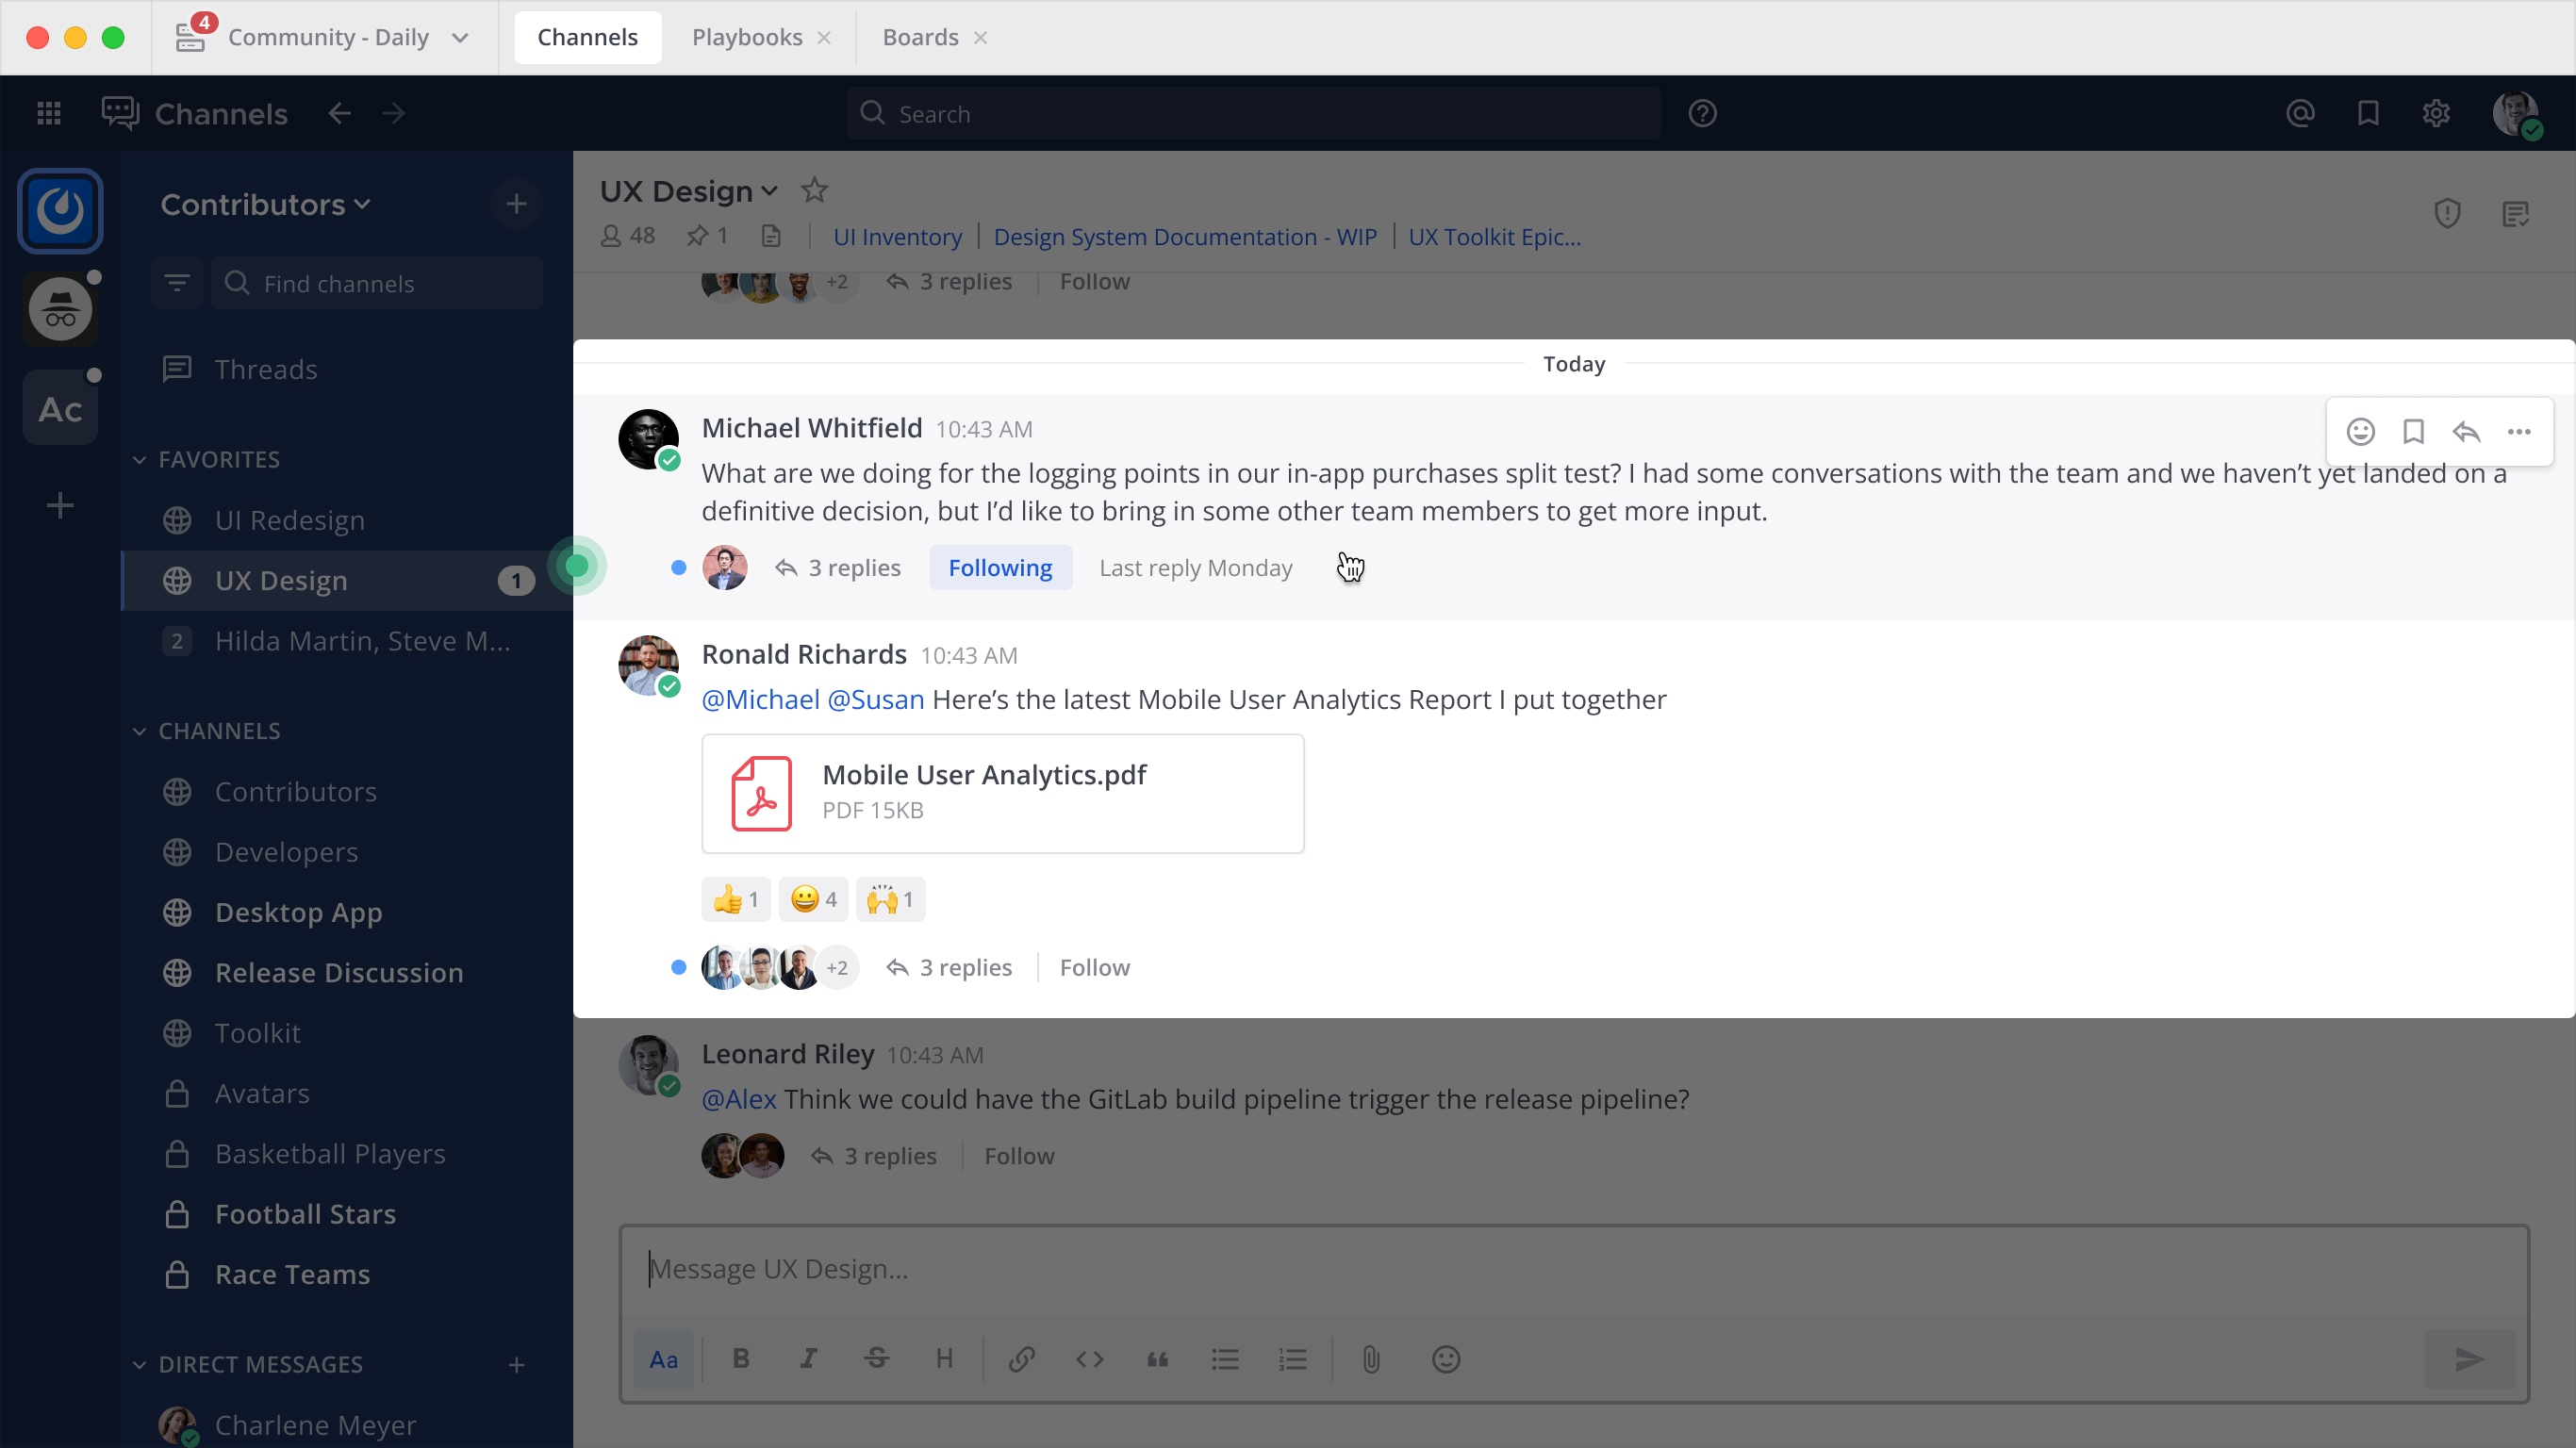 4
Community - Daily
Channels
Playbooks
Boards
Channels
Search
Contributors
Find channels
Threads
Ac
FAVORITES
UI Redesign
UX Design 1
2 Hilda Martin, Steve M...
CHANNELS
Contributors
Developers
Desktop App
Release Discussion
Toolkit
Avatars
Basketball Players
Football Stars
Race Teams
DIRECT MESSAGES
Charlene Meyer
UX Design
48 1 UI Inventory Design System Documentation - WIP UX Toolkit Epic...
+2 3 replies Follow
Today
Michael Whitfield 10:43 AM
What are we doing for the logging points in our in-app purchases split test? I had some conversations with the team and we haven’t yet landed on a
definitive decision, but I’d like to bring in some other team members to get more input.
3 replies Following Last reply Monday
Ronald Richards 10:43 AM
@Michael @Susan Here’s the latest Mobile User Analytics Report I put together
Mobile User Analytics.pdf
PDF 15KB
👍 1 😀 4 🙌 1
+2 3 replies Follow
Leonard Riley 10:43 AM
@Alex Think we could have the GitLab build pipeline trigger the release pipeline?
3 replies Follow
Message UX Design...
Aa B I S H